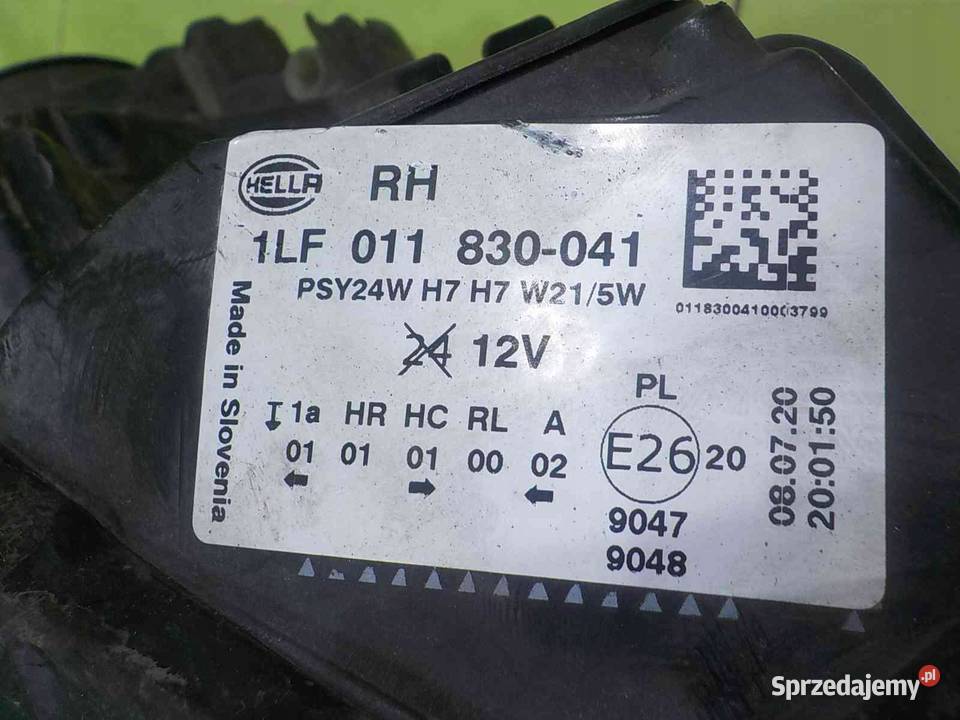 HELLA RH
1LF 011 830-041
PSY24W H7 H7 W21/5W
0118300410003799
24 12V
Made in Slovenia
1a HR HC RL A
01 01 01 00 02
PL
E26 20
9047
9048
08.07.20
20:01:50
Sprzedajemy.pl